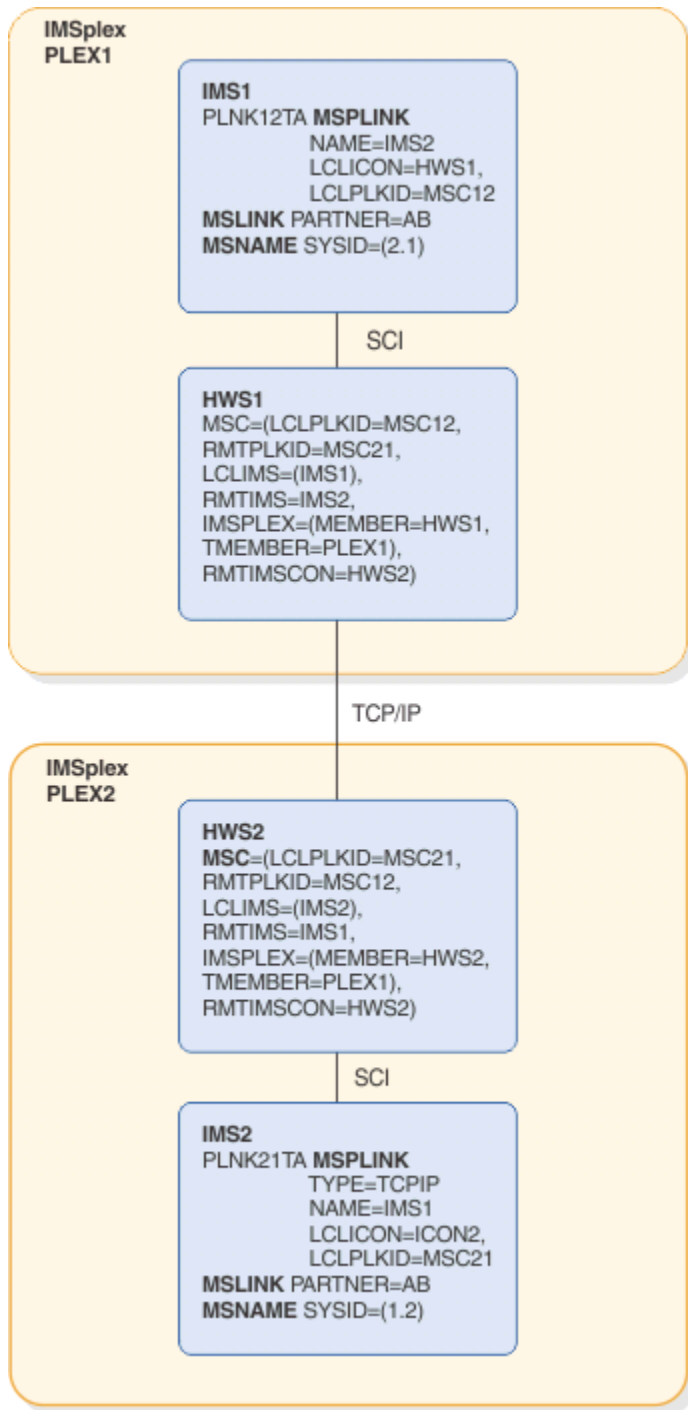 IMSplex
PLEX1
IMS1
PLNK12TA MSPLINK
NAME=IMS2
LCLICON=HWS1,
LCLPLKID=MSC12
MSLINK PARTNER=AB
MSNAME SYSID=(2.1)
SCI
HWS1
MSC=(LCLPLKID=MSC12,
RMTPLKID=MSC21,
LCLIMS=(IMS1),
RMTIMS=IMS2,
IMSPLEX=(MEMBER=HWS1,
TMEMBER=PLEX1),
RMTIMSCON=HWS2)
TCP/IP
IMSplex
PLEX2
HWS2
MSC=(LCLPLKID=MSC21,
RMTPLKID=MSC12,
LCLIMS=(IMS2),
RMTIMS=IMS1,
IMSPLEX=(MEMBER=HWS2,
TMEMBER=PLEX1),
RMTIMSCON=HWS2)
SCI
IMS2
PLNK21TA MSPLINK
TYPE=TCPIP
NAME=IMS1
LCLICON=ICON2,
LCLPLKID=MSC21
MSLINK PARTNER=AB
MSNAME SYSID=(1.2)